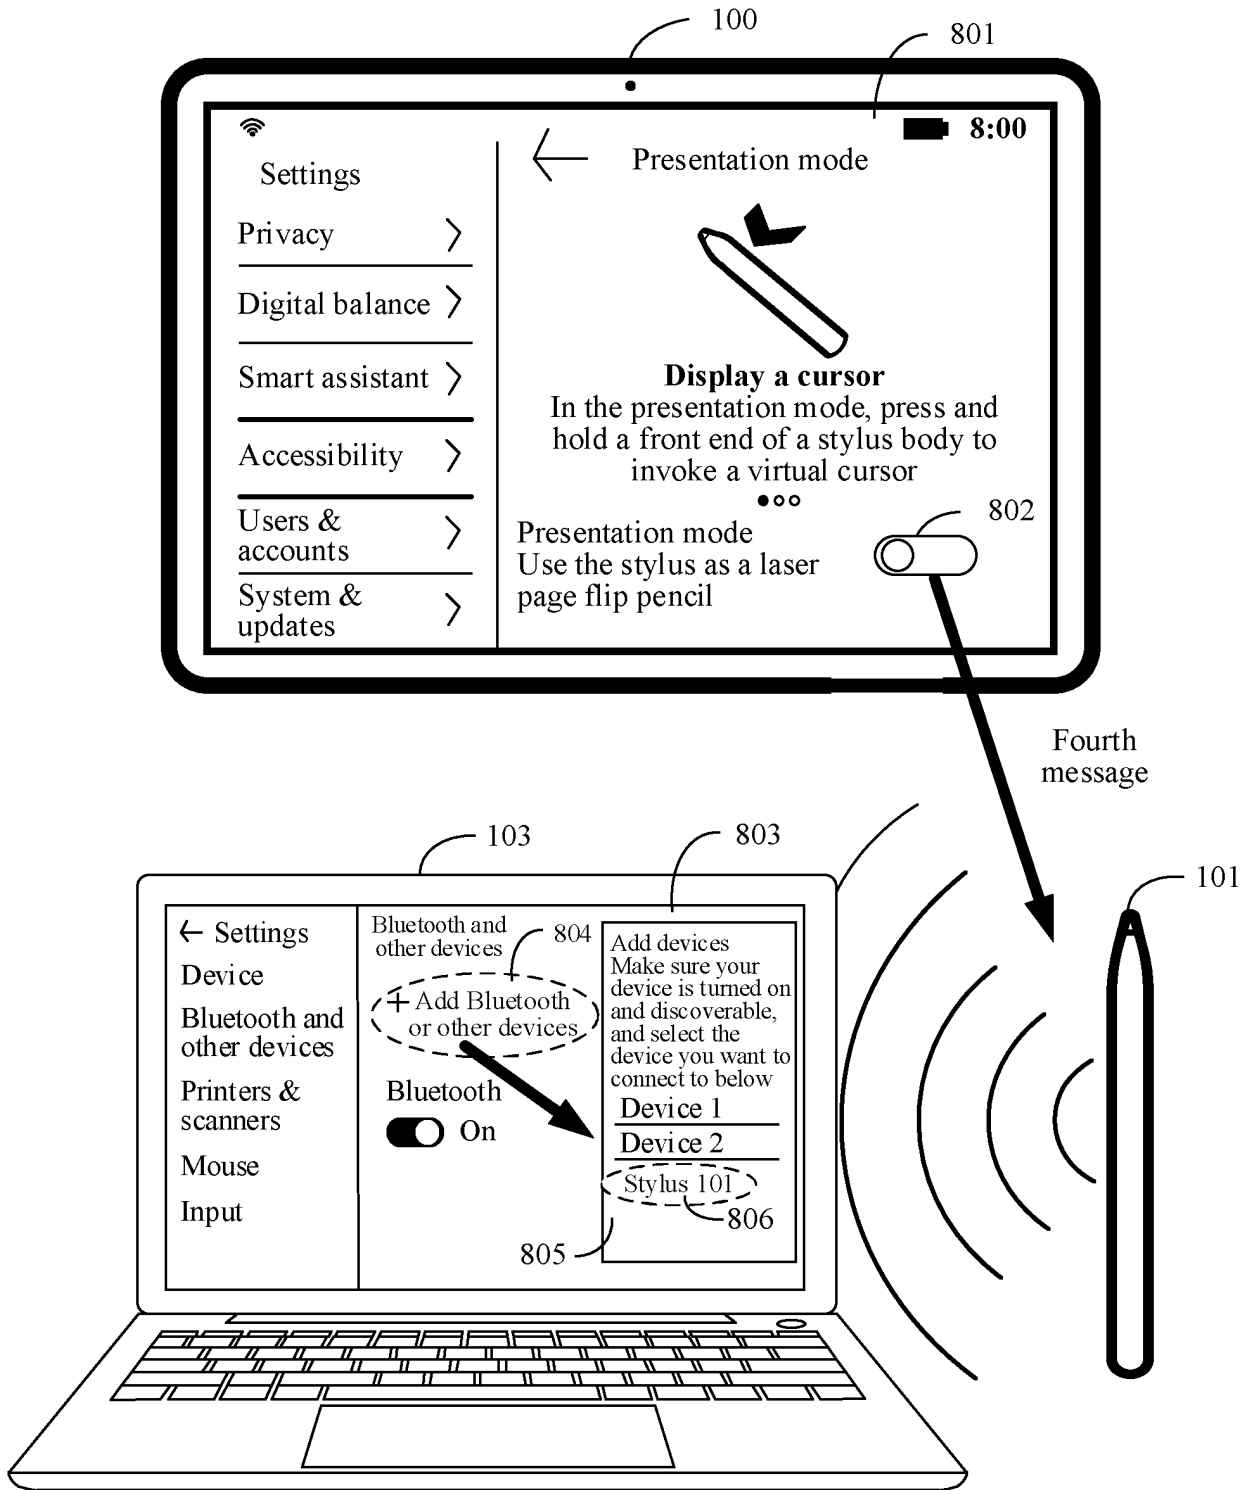 100
801
8:00
Settings
Presentation mode
Privacy
Digital balance
Smart assistant
Accessibility
Users &
accounts
System &
updates
Display a cursor
In the presentation mode, press and
hold a front end of a stylus body to
invoke a virtual cursor
802
Presentation mode
Use the stylus as a laser
page flip pencil
Fourth
message
103
803
101
Settings
Device
Bluetooth and
other devices
Printers &
scanners
Mouse
Input
Bluetooth and
other devices
804
+ Add Bluetooth
or other devices
Bluetooth
On
Add devices
Make sure your
device is turned on
and discoverable,
and select the
device you want to
connect to below
Device 1
Device 2
Stylus 101
806
805